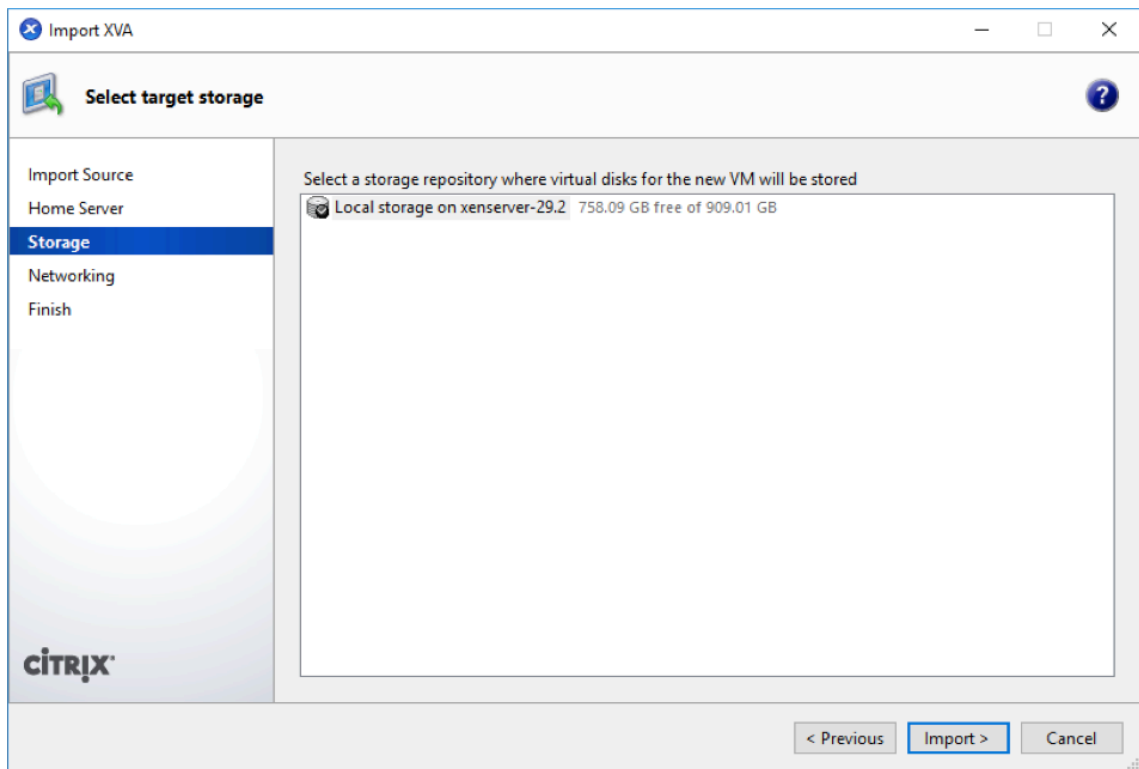 Import XVA
Select target storage
?
Import Source
Home Server
Storage
Networking
Finish
Select a storage repository where virtual disks for the new VM will be stored
Local storage on xenserver-29.2 758.09 GB free of 909.01 GB
CİTRIX
< Previous
Import >
Cancel